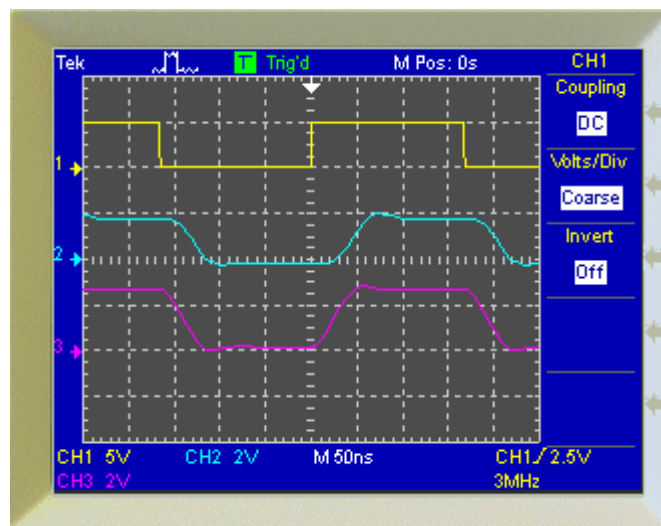 Tek T Trig'd M Pos: 0s CH1
Coupling
DC
1
Volts/Div
Coarse
Invert
2
Off
3
CH1 5V CH2 2V M 50ns CH1 / 2.5V
CH3 2V 3MHz